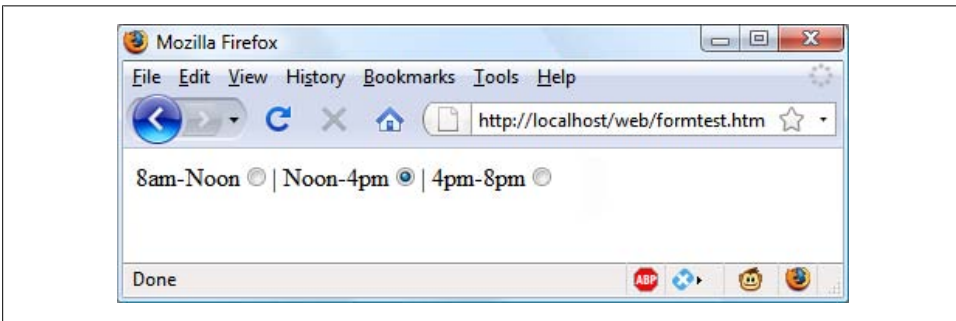 Mozilla Firefox
File Edit View History Bookmarks Tools Help
http://localhost/web/formtest.htm
8am-Noon | Noon-4pm | 4pm-8pm
Done ABP